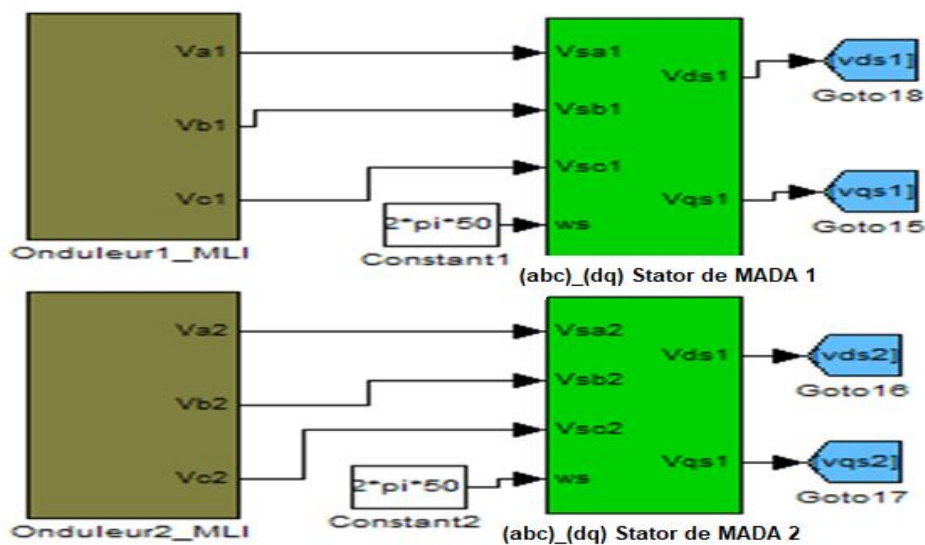 Va1
Vb1
Vc1
Onduleur1_MLI
2*pi*50
Constant1
Vsa1
Vsb1
Vsc1
ws
Vds1
Vqs1
(abc)_(dq) Stator de MADA 1
[vds1]
Goto18
[vqs1]
Goto15
Va2
Vb2
Vc2
Onduleur2_MLI
2*pi*50
Constant2
Vsa2
Vsb2
Vsc2
ws
Vds1
Vqs1
(abc)_(dq) Stator de MADA 2
[vds2]
Goto16
[vqs2]
Goto17